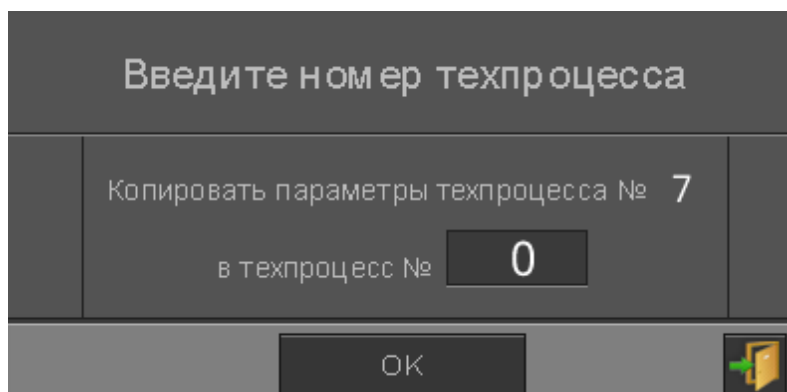 Введите номер техпроцесса
Копировать параметры техпроцесса № 7
в техпроцесс № 0
OK